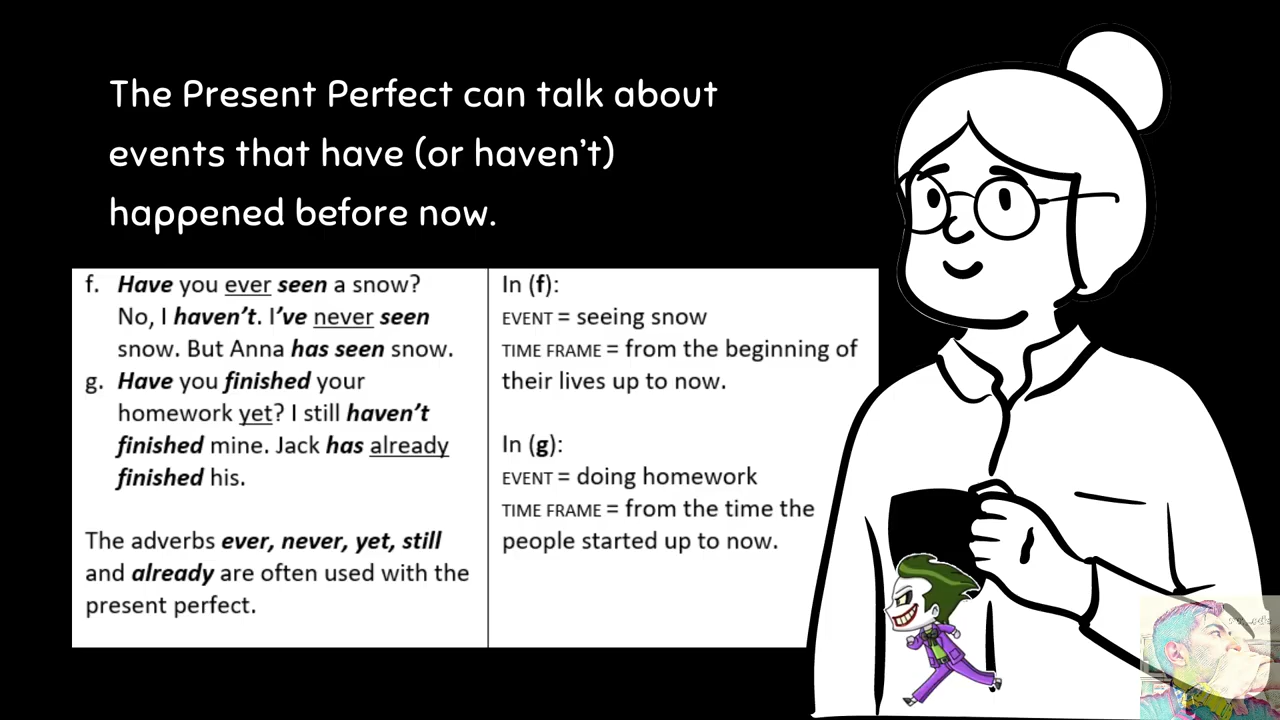 The Present Perfect can talk about
events that have (or haven't)
happened before now.
f. Have you ever seen a snow?
No, I haven't. I've never seen
snow. But Anna has seen snow.
g. Have you finished your
homework yet? I still haven't
finished mine. Jack has already
finished his.
The adverbs ever, never, yet, still
and already are often used with the
present perfect.
In (f):
EVENT = seeing snow
TIME FRAME = from the beginning of
their lives up to now.
In (g):
EVENT = doing homework
TIME FRAME = from the time the
people started up to now.